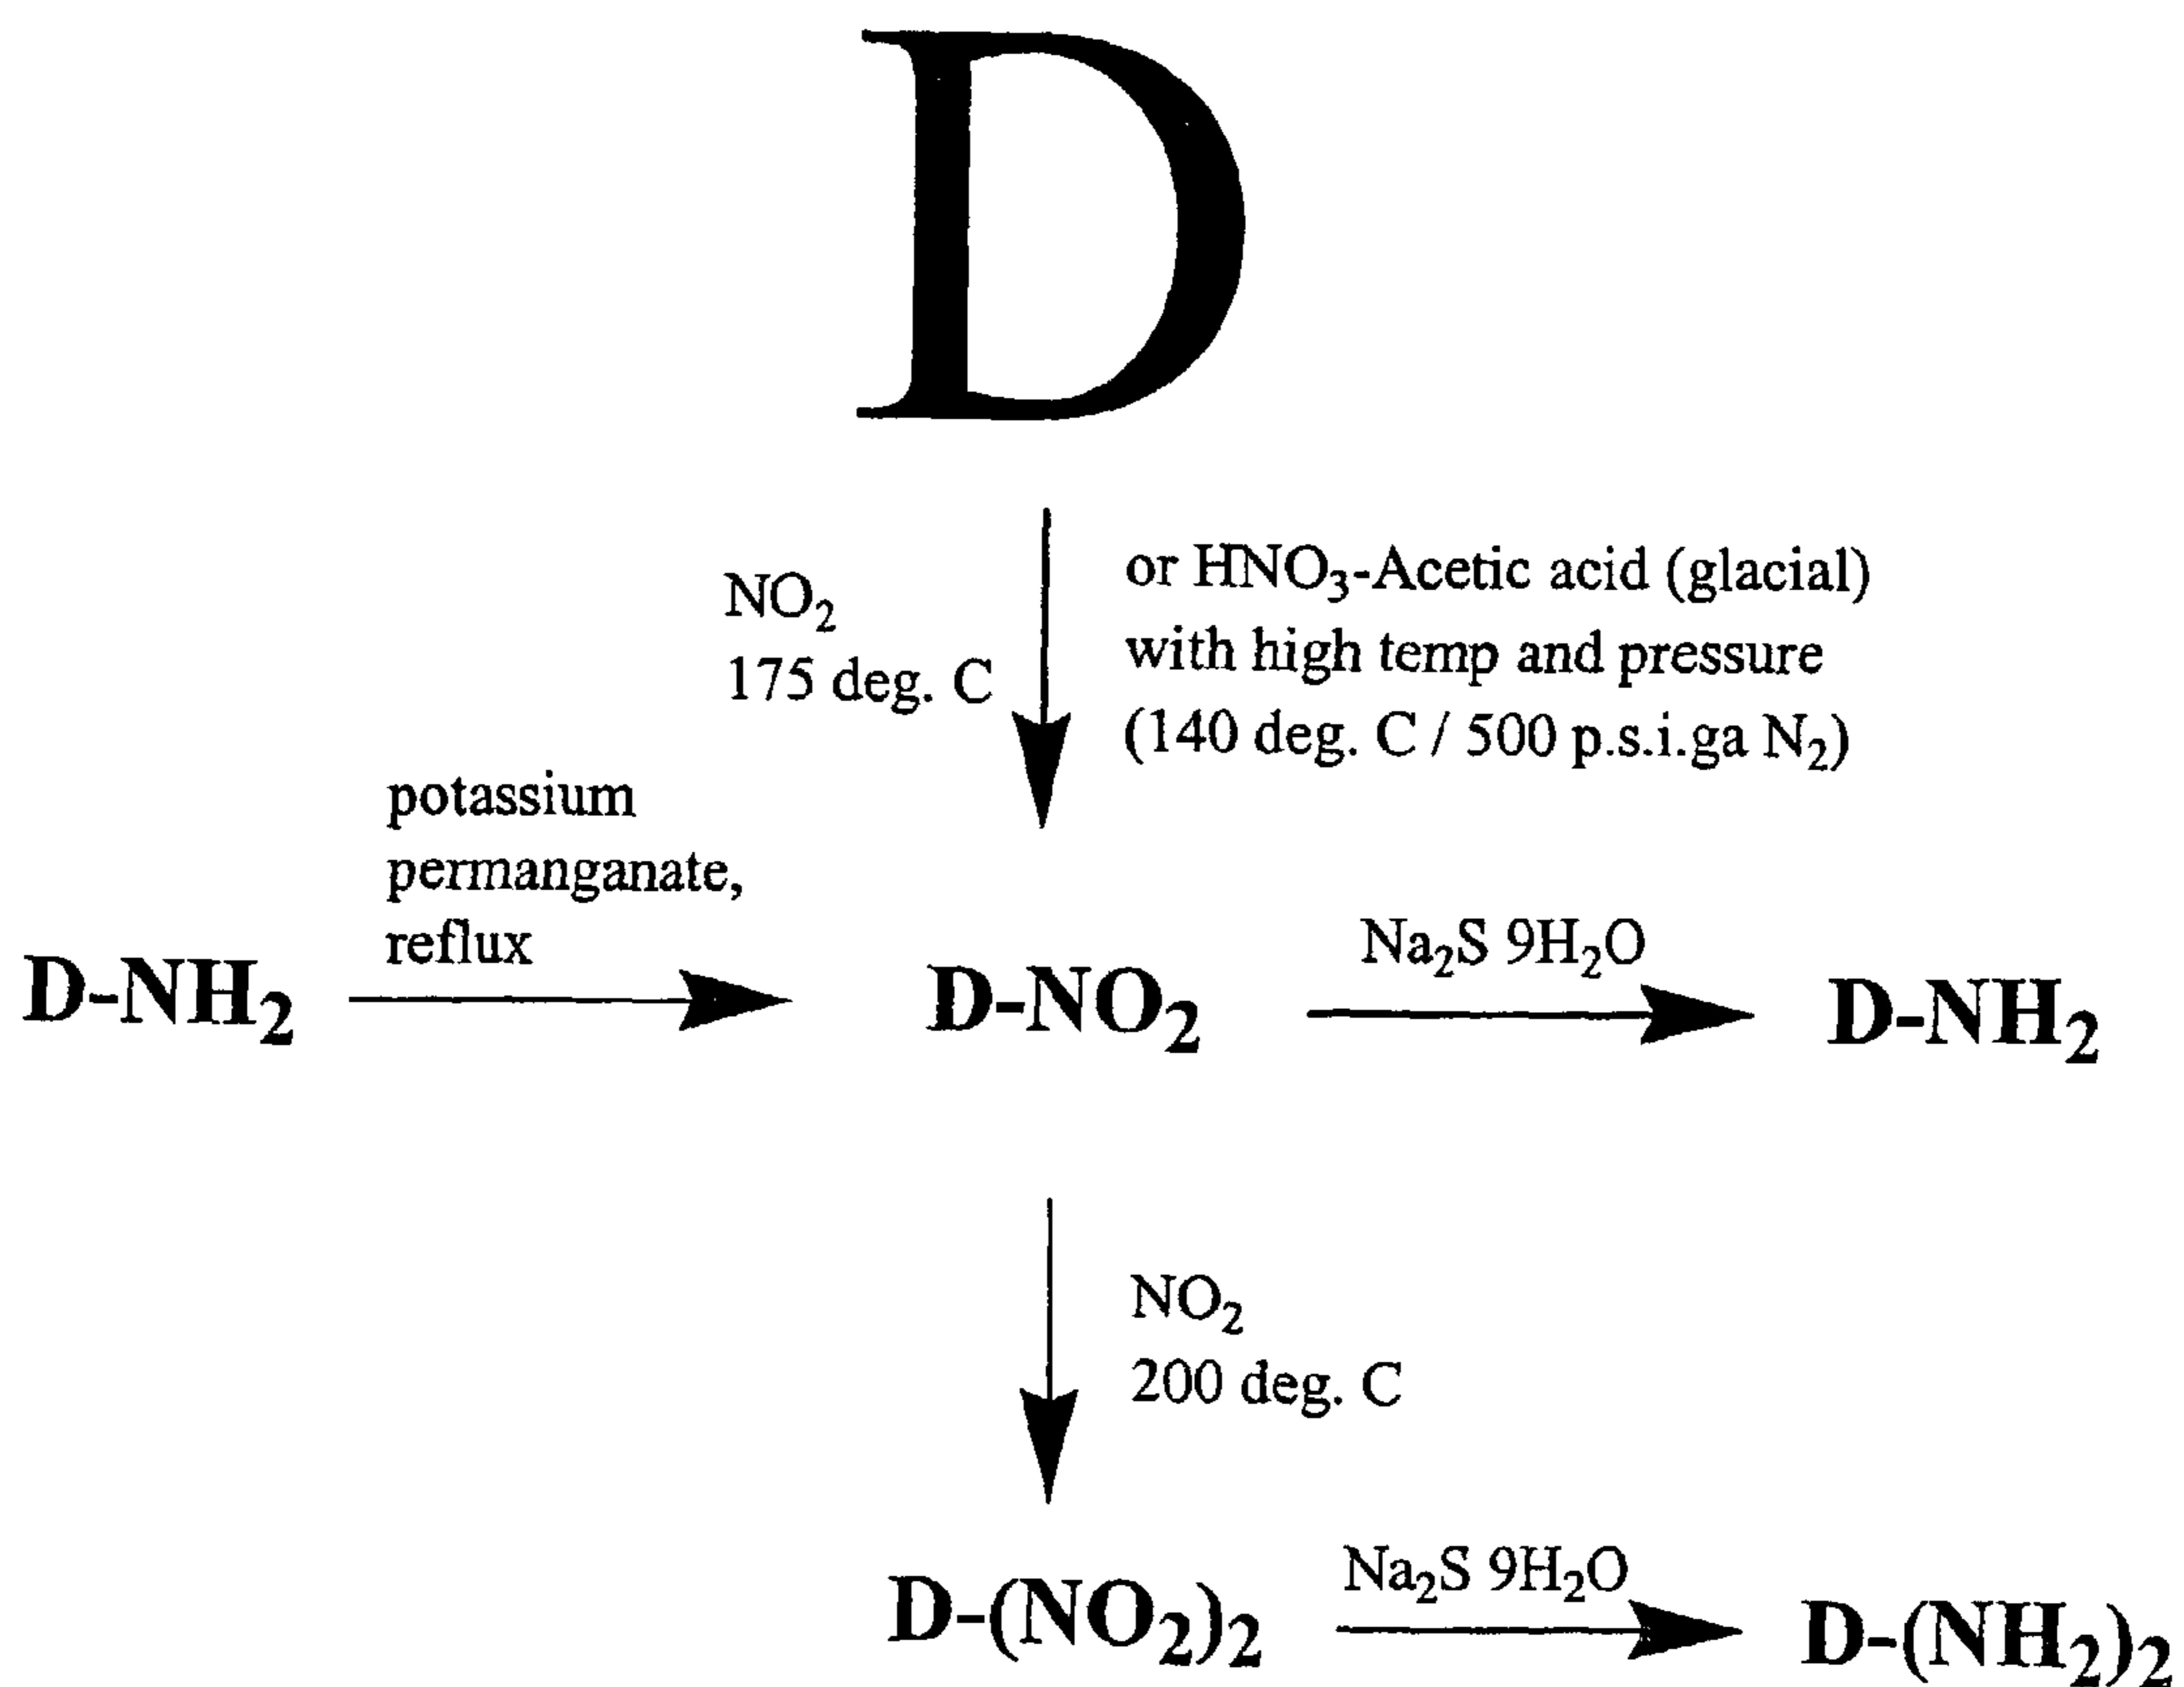 D
NO₂
175 deg. C
or HNO₃-Acetic acid (glacial)
with high temp and pressure
(140 deg. C / 500 p.s.i.ga N₂)
potassium
permanganate,
reflux
D-NH₂
D-NO₂
Na₂S 9H₂O
D-NH₂
NO₂
200 deg. C
D-(NO₂)₂
Na₂S 9H₂O
D-(NH₂)₂